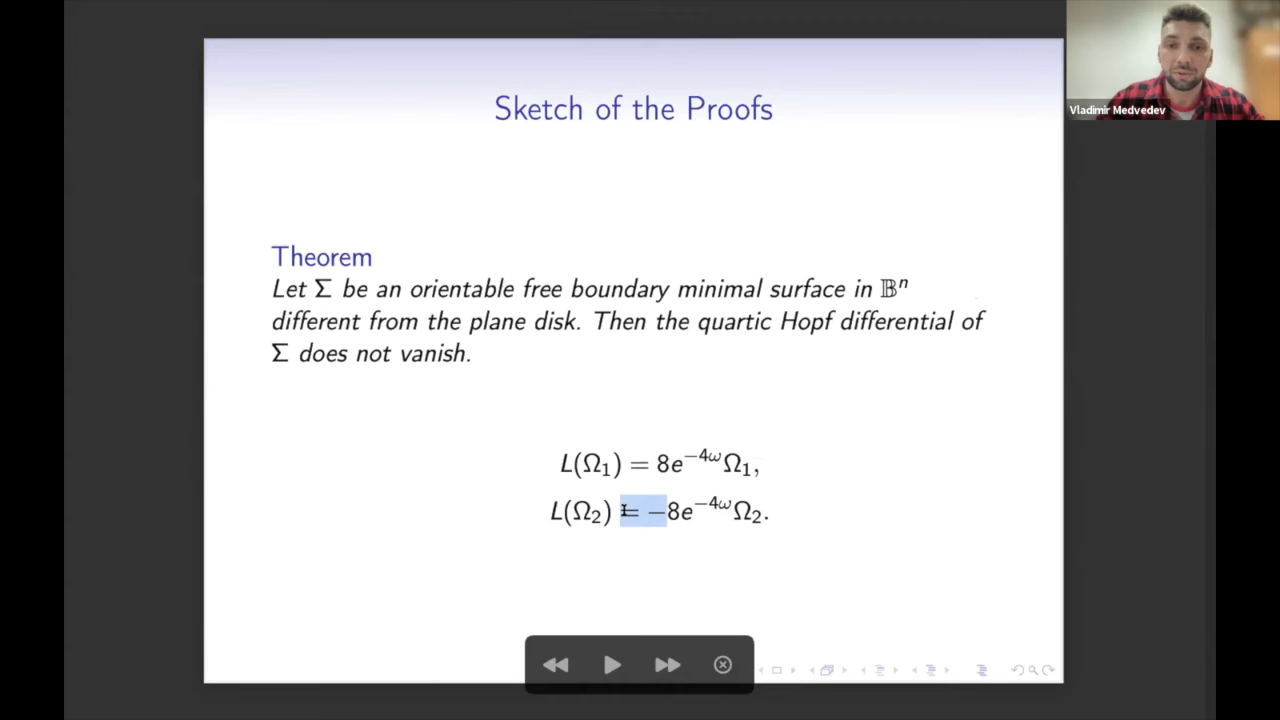 Vladimir Medvedev
Sketch of the Proofs
Theorem
Let Σ be an orientable free boundary minimal surface in 𝔹ⁿ
different from the plane disk. Then the quartic Hopf differential of
Σ does not vanish.
L(Ω₁) = 8e^{−4ω}Ω₁,
L(Ω₂) = −8e^{−4ω}Ω₂.